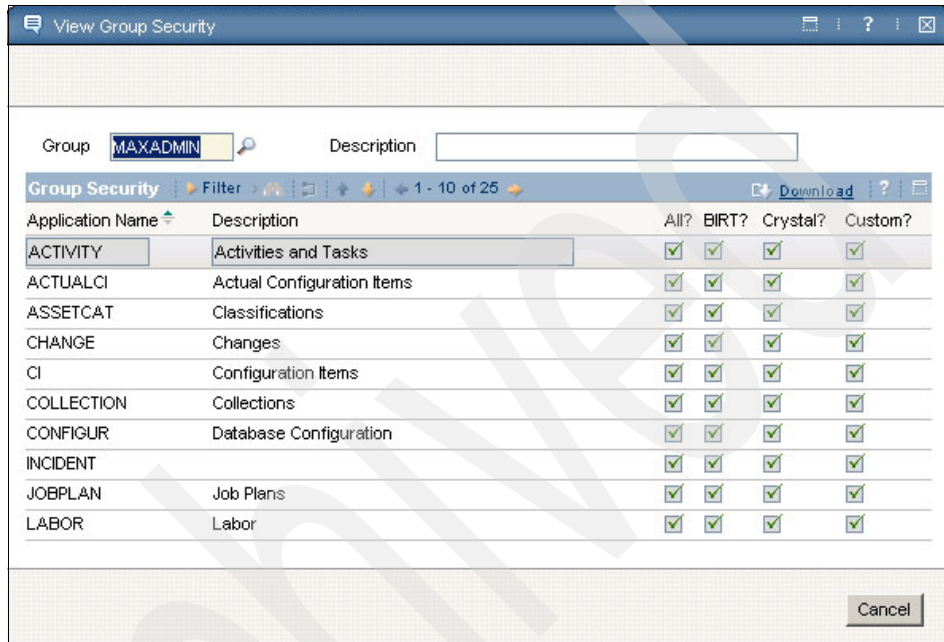 View Group Security ?
Group MAXADMIN Description
Group Security Filter 1 - 10 of 25 Download ?
Application Name Description All? BIRT? Crystal? Custom?
ACTIVITY Activities and Tasks
ACTUALCI Actual Configuration Items
ASSETCAT Classifications
CHANGE Changes
CI Configuration Items
COLLECTION Collections
CONFIGUR Database Configuration
INCIDENT
JOBPLAN Job Plans
LABOR Labor
Cancel